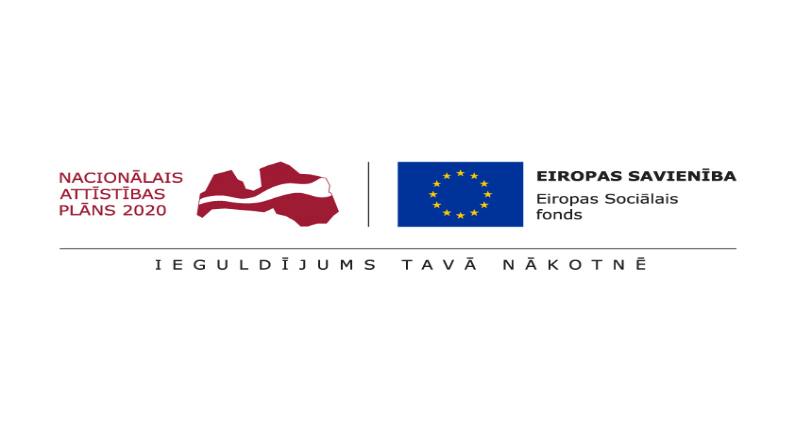 NACIONĀLAIS
ATTĪSTĪBAS
PLĀNS 2020
EIROPAS SAVIENĪBA
Eiropas Sociālais
fonds
IEGULDĪJUMS TAVĀ NĀKOTNĒ